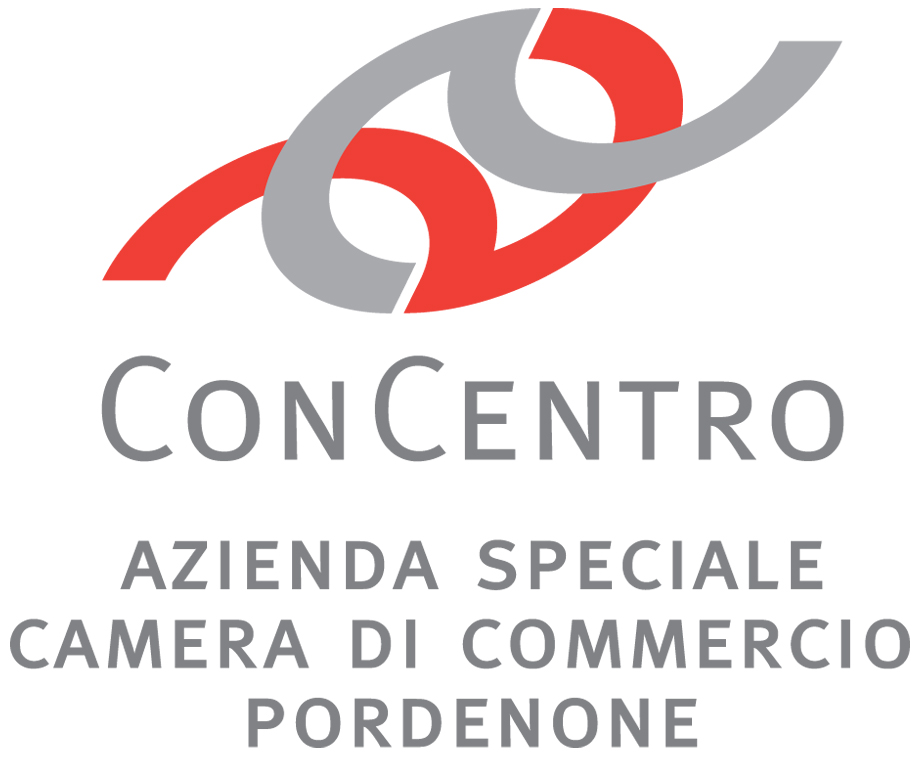 ConCentro
AZIENDA SPECIALE
CAMERA DI COMMERCIO
PORDENONE